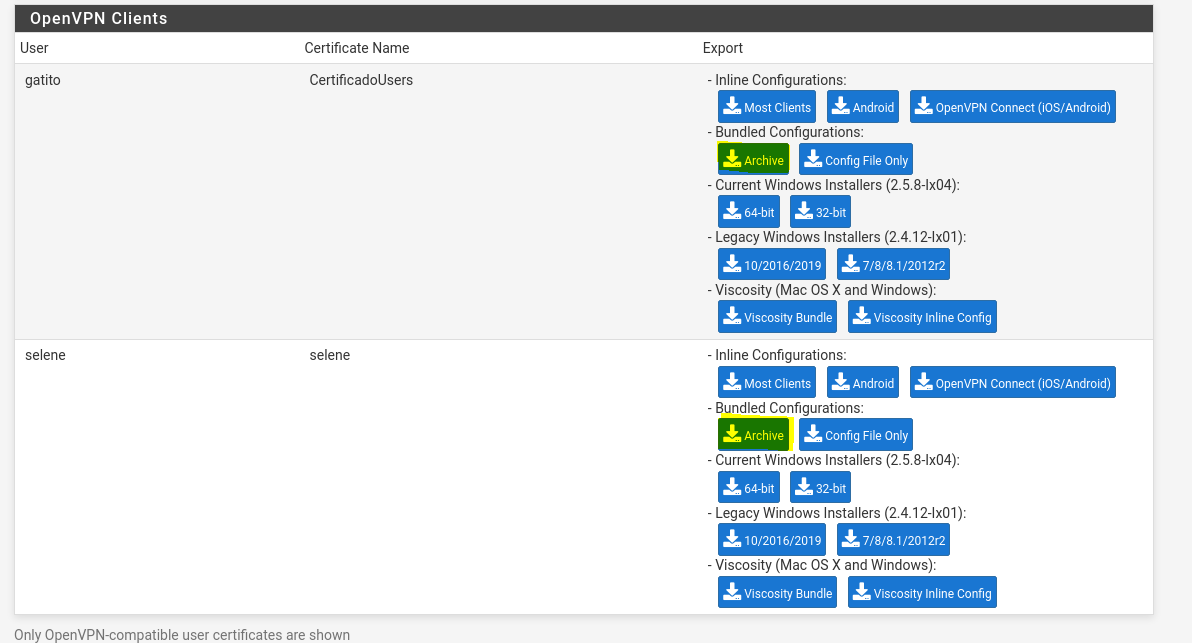 OpenVPN Clients
User Certificate Name Export
gatito CertificadoUsers - Inline Configurations:
Most Clients Android OpenVPN Connect (iOS/Android)
- Bundled Configurations:
Archive Config File Only
- Current Windows Installers (2.5.8-Ix04):
64-bit 32-bit
- Legacy Windows Installers (2.4.12-Ix01):
10/2016/2019 7/8/8.1/2012r2
- Viscosity (Mac OS X and Windows):
Viscosity Bundle Viscosity Inline Config
selene selene - Inline Configurations:
Most Clients Android OpenVPN Connect (iOS/Android)
- Bundled Configurations:
Archive Config File Only
- Current Windows Installers (2.5.8-Ix04):
64-bit 32-bit
- Legacy Windows Installers (2.4.12-Ix01):
10/2016/2019 7/8/8.1/2012r2
- Viscosity (Mac OS X and Windows):
Viscosity Bundle Viscosity Inline Config
Only OpenVPN-compatible user certificates are shown